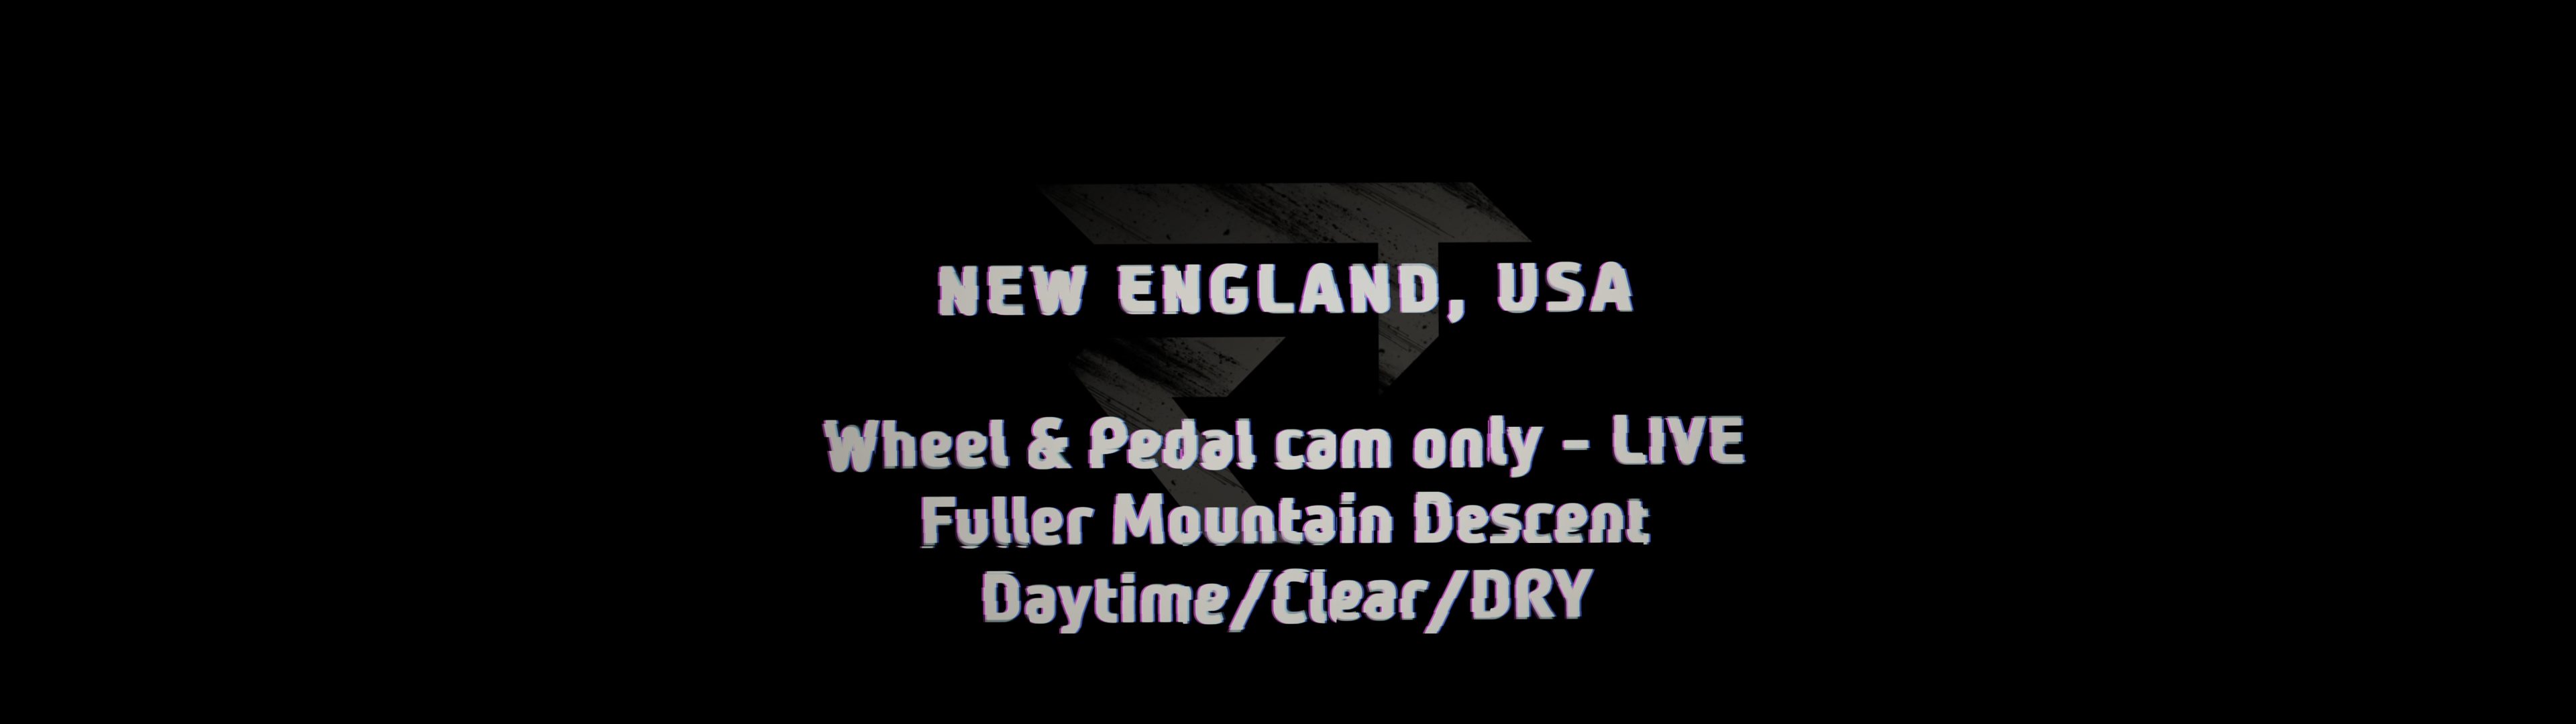 NEW ENGLAND, USA
Wheel & Pedal cam only - LIVE
Fuller Mountain Descent
Daytime/Clear/DRY